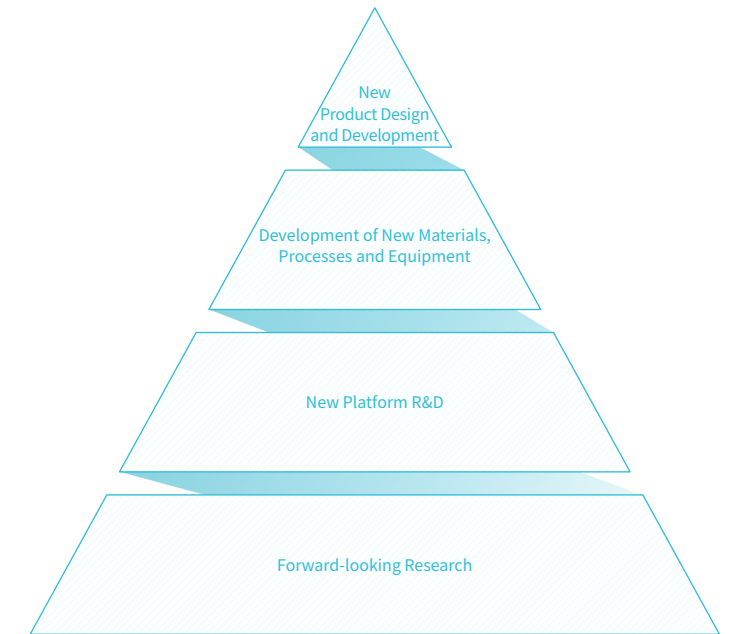 New
Product Design
and Development
Development of New Materials,
Processes and Equipment
New Platform R&D
Forward-looking Research